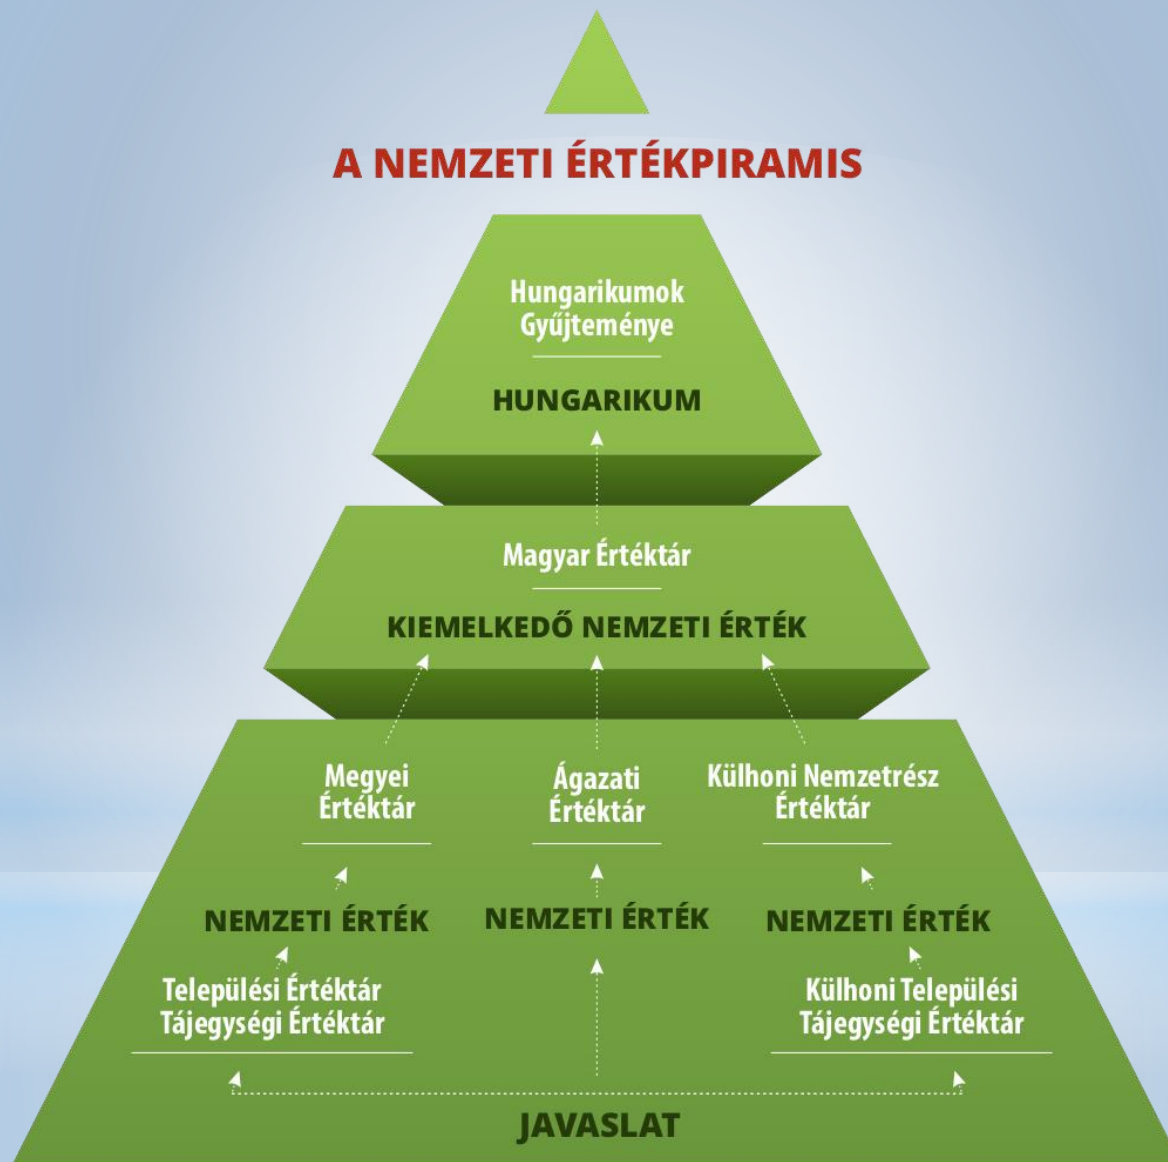 A NEMZETI ÉRTÉKPIRAMIS
Hungarikumok
Gyűjteménye
HUNGARIKUM
Magyar Értéktár
KIEMELKEDŐ NEMZETI ÉRTÉK
Megyei
Értéktár
Ágazati
Értéktár
Külhoni Nemzetrész
Értéktár
NEMZETI ÉRTÉK
NEMZETI ÉRTÉK
NEMZETI ÉRTÉK
Települési Értéktár
Tájegységi Értéktár
Külhoni Települési
Tájegységi Értéktár
JAVASLAT